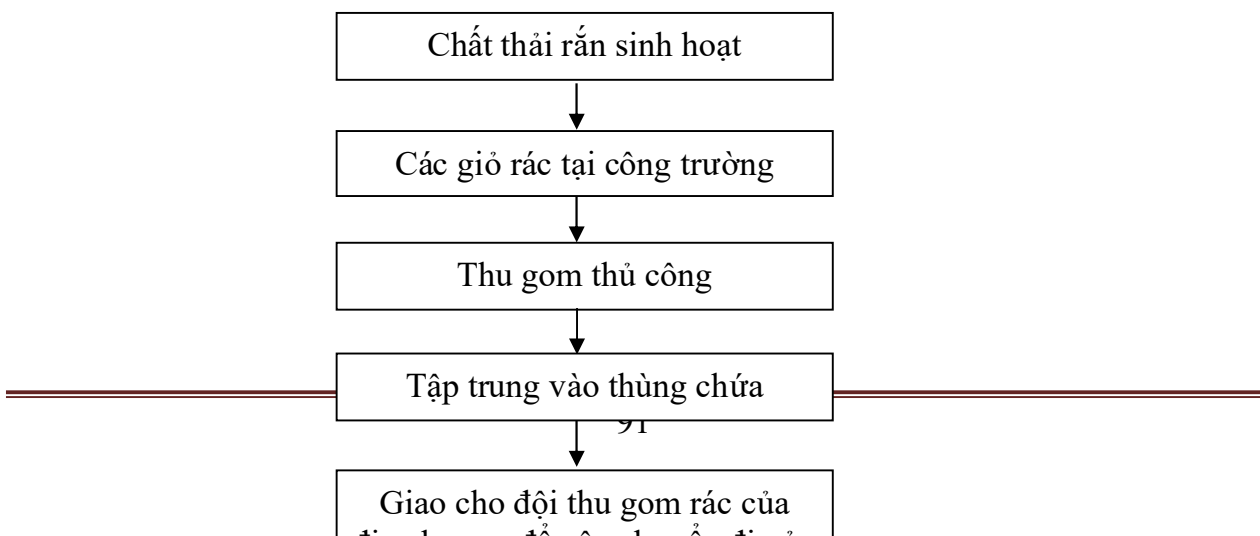 Chất thải rắn sinh hoạt
Các giỏ rác tại công trường
Thu gom thủ công
Tập trung vào thùng chứa
91
Giao cho đội thu gom rác của